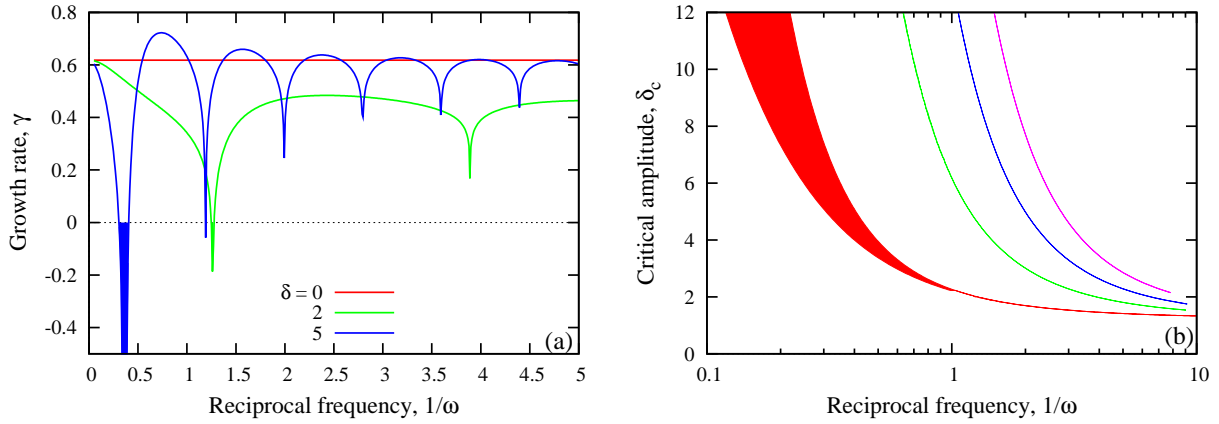 Growth rate, γ
0.8
0.6
0.4
0.2
0
-0.2
-0.4
δ = 0
2
5
(a)
0 0.5 1 1.5 2 2.5 3 3.5 4 4.5 5
Reciprocal frequency, 1/ω
Critical amplitude, δc
12
10
8
6
4
2
0
(b)
0.1 1 10
Reciprocal frequency, 1/ω